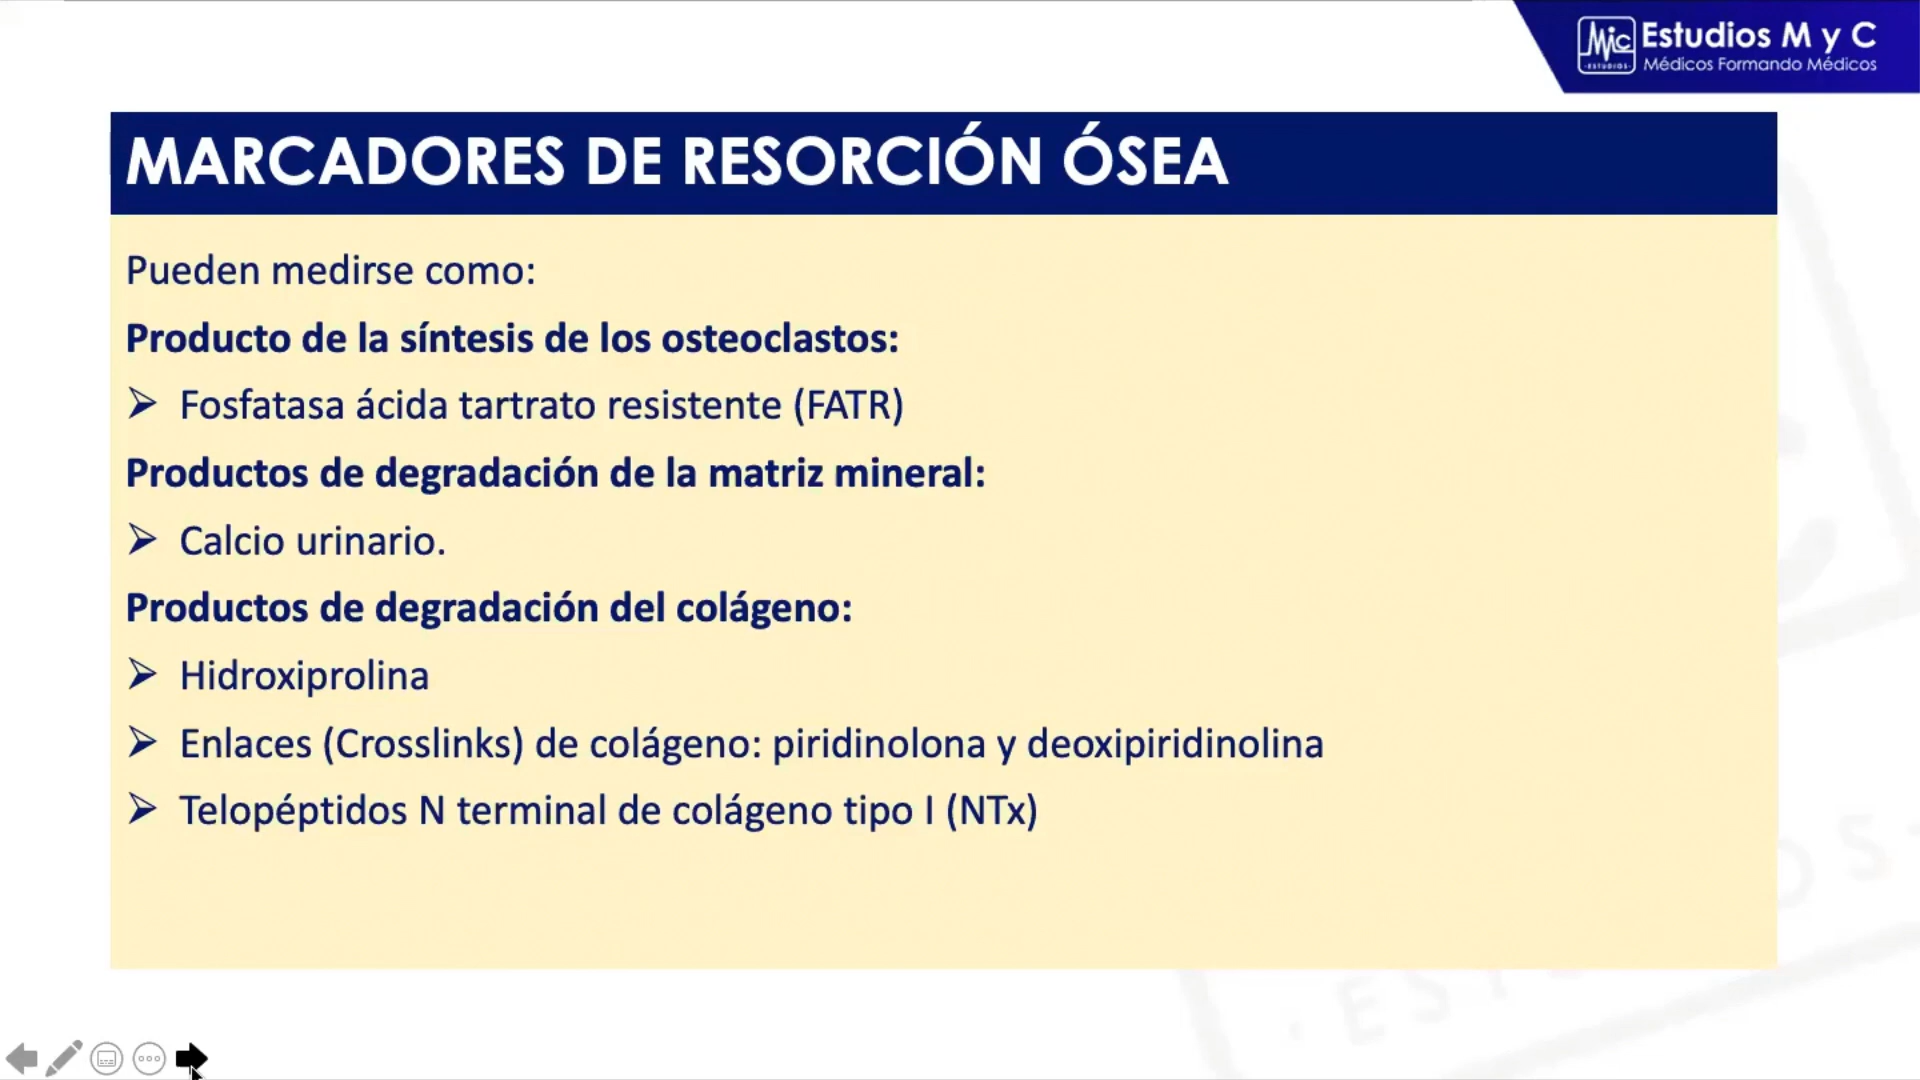 Mic Estudios M y C
·ESTUDIOS· Médicos Formando Médicos
MARCADORES DE RESORCIÓN ÓSEA
Pueden medirse como:
Producto de la síntesis de los osteoclastos:
➢ Fosfatasa ácida tartrato resistente (FATR)
Productos de degradación de la matriz mineral:
➢ Calcio urinario.
Productos de degradación del colágeno:
➢ Hidroxiprolina
➢ Enlaces (Crosslinks) de colágeno: piridinolona y deoxipiridinolina
➢ Telopéptidos N terminal de colágeno tipo I (NTx)